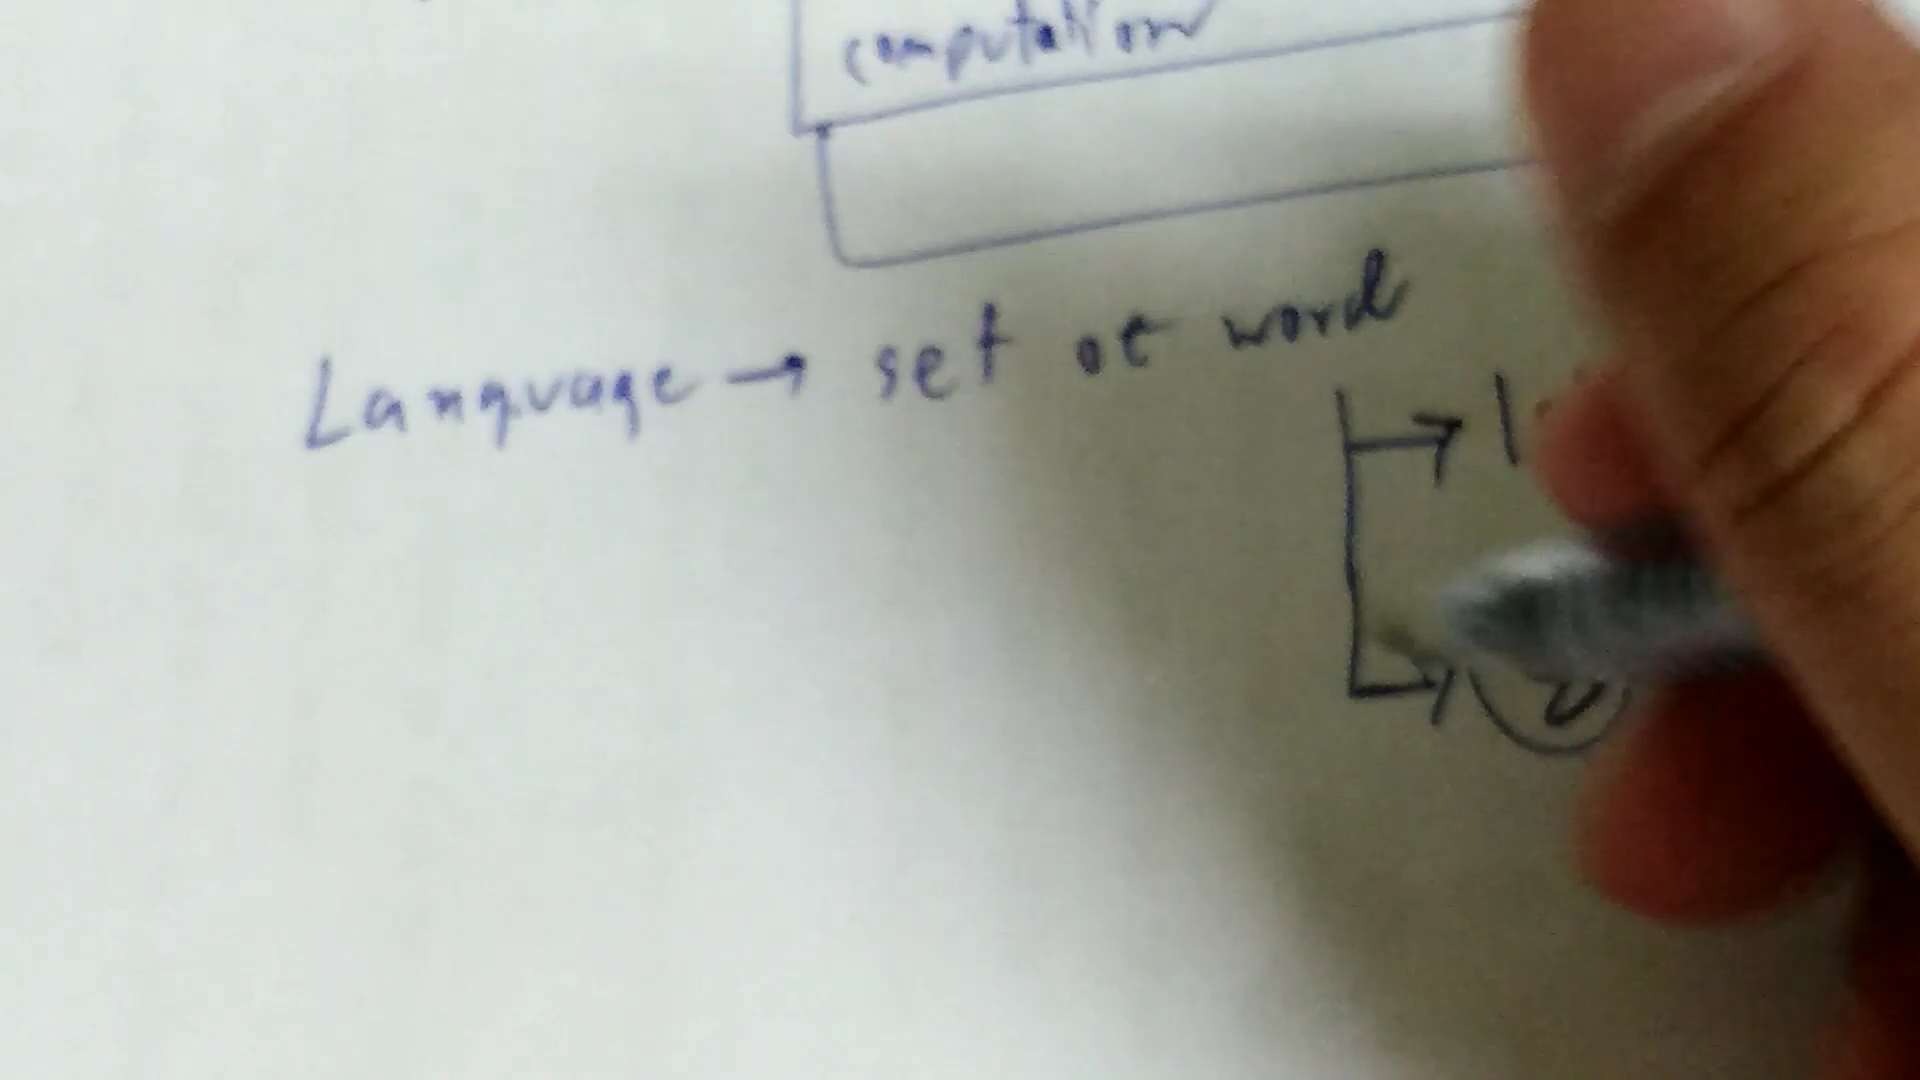 computation
Language → set of word